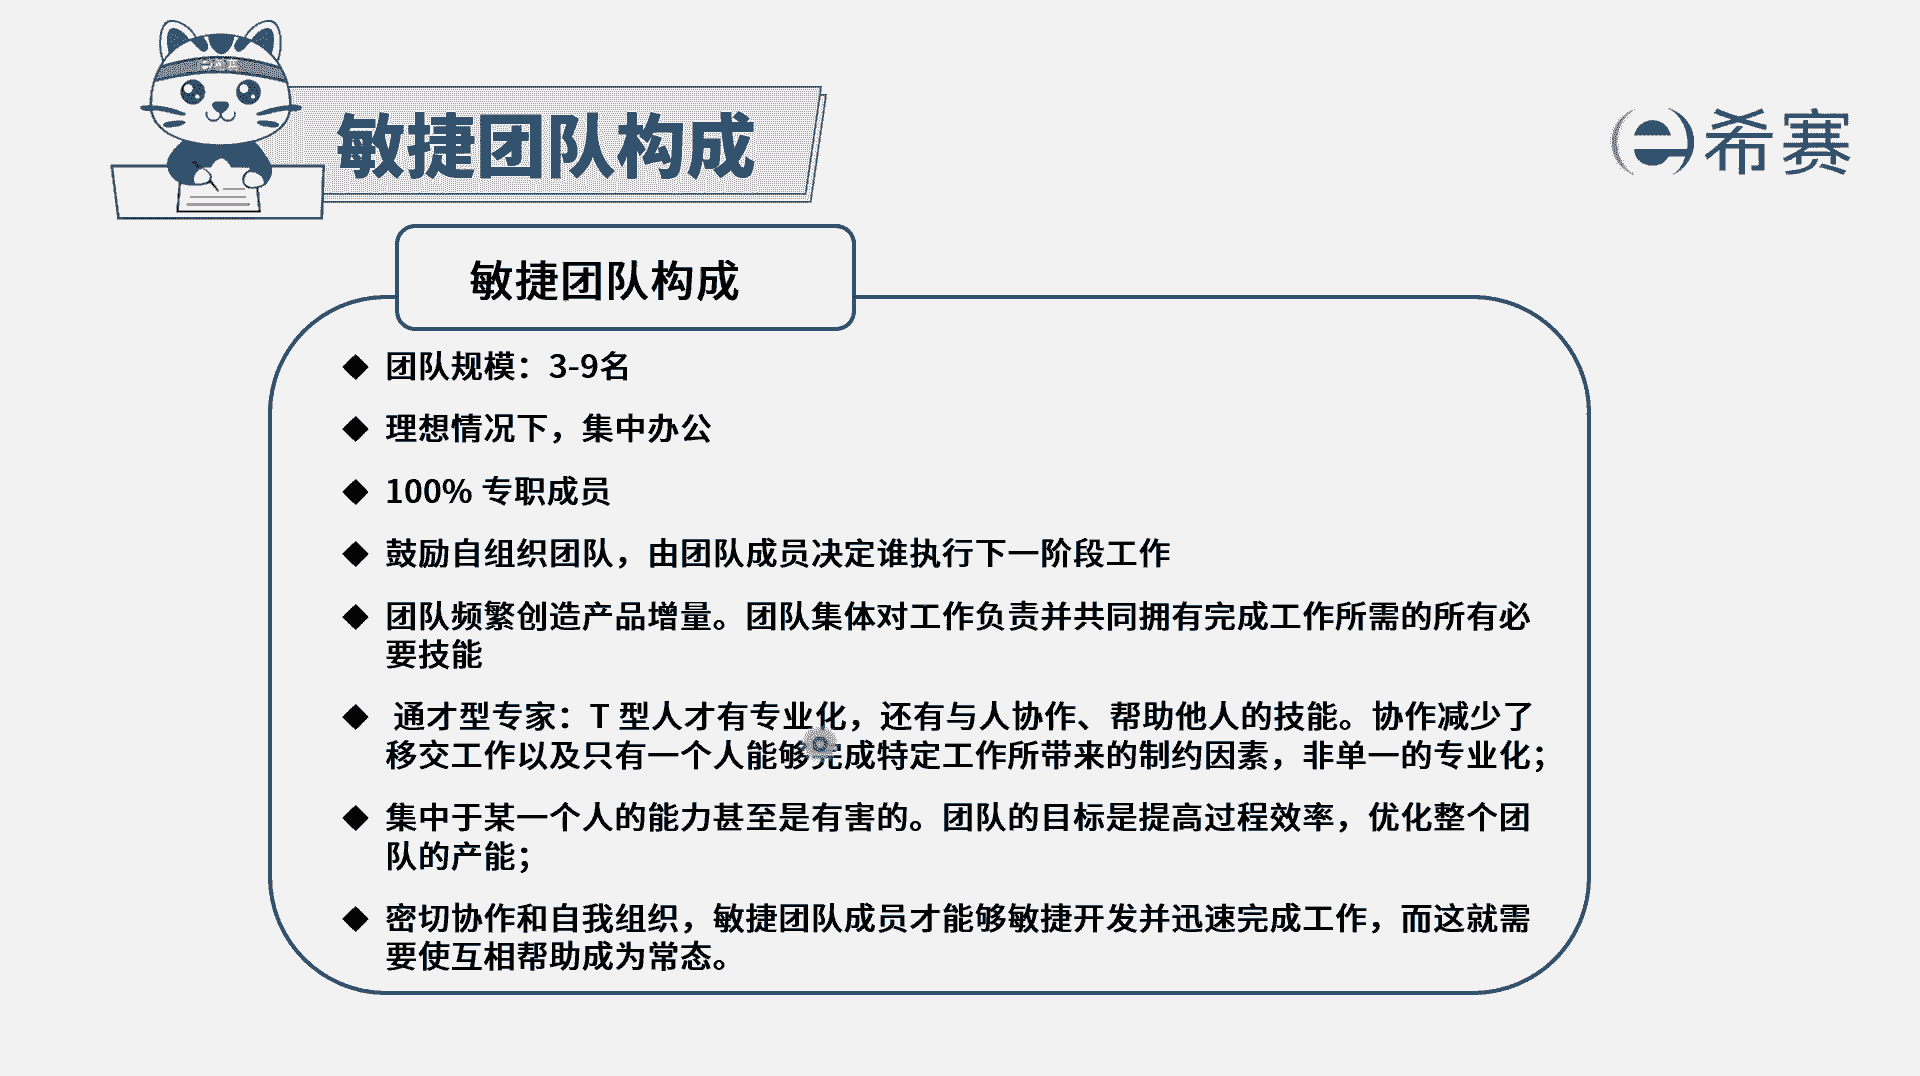 敏捷团队构成
希赛
敏捷团队构成
◆ 团队规模：3-9名
◆ 理想情况下，集中办公
◆ 100% 专职成员
◆ 鼓励自组织团队，由团队成员决定谁执行下一阶段工作
◆ 团队频繁创造产品增量。团队集体对工作负责并共同拥有完成工作所需的所有必
要技能
◆ 通才型专家：T 型人才有专业化，还有与人协作、帮助他人的技能。协作减少了
移交工作以及只有一个人能够完成特定工作所带来的制约因素，非单一的专业化；
◆ 集中于某一个人的能力甚至是有害的。团队的目标是提高过程效率，优化整个团
队的产能；
◆ 密切协作和自我组织，敏捷团队成员才能够敏捷开发并迅速完成工作，而这就需
要使互相帮助成为常态。